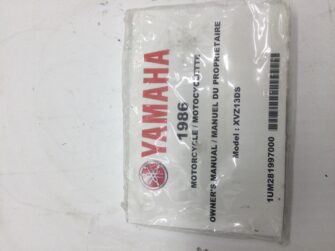 YAMAHA
1986
MOTORCYCLE / MOTOCYCLETTE
OWNER'S MANUAL / MANUEL DU PROPRIETAIRE
Model : XVZ13DS
1UM281997000